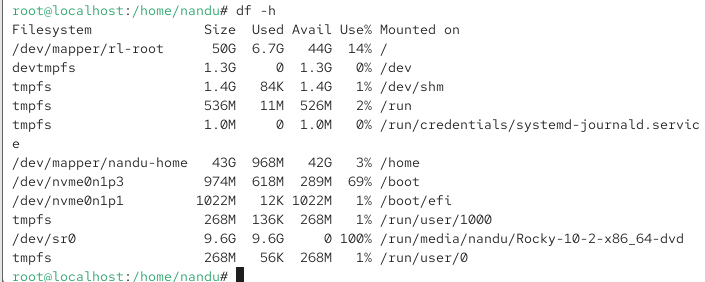 root@localhost:/home/nandu# df -h
Filesystem              Size  Used Avail Use% Mounted on
/dev/mapper/rl-root      50G  6.7G   44G  14% /
devtmpfs                1.3G     0  1.3G   0% /dev
tmpfs                   1.4G   84K  1.4G   1% /dev/shm
tmpfs                   536M   11M  526M   2% /run
tmpfs                   1.0M     0  1.0M   0% /run/credentials/systemd-journald.servic
e
/dev/mapper/nandu-home   43G  968M   42G   3% /home
/dev/nvme0n1p3          974M  618M  289M  69% /boot
/dev/nvme0n1p1         1022M   12K 1022M   1% /boot/efi
tmpfs                   268M  136K  268M   1% /run/user/1000
/dev/sr0                9.6G  9.6G     0 100% /run/media/nandu/Rocky-10-2-x86_64-dvd
tmpfs                   268M   56K  268M   1% /run/user/0
root@localhost:/home/nandu#